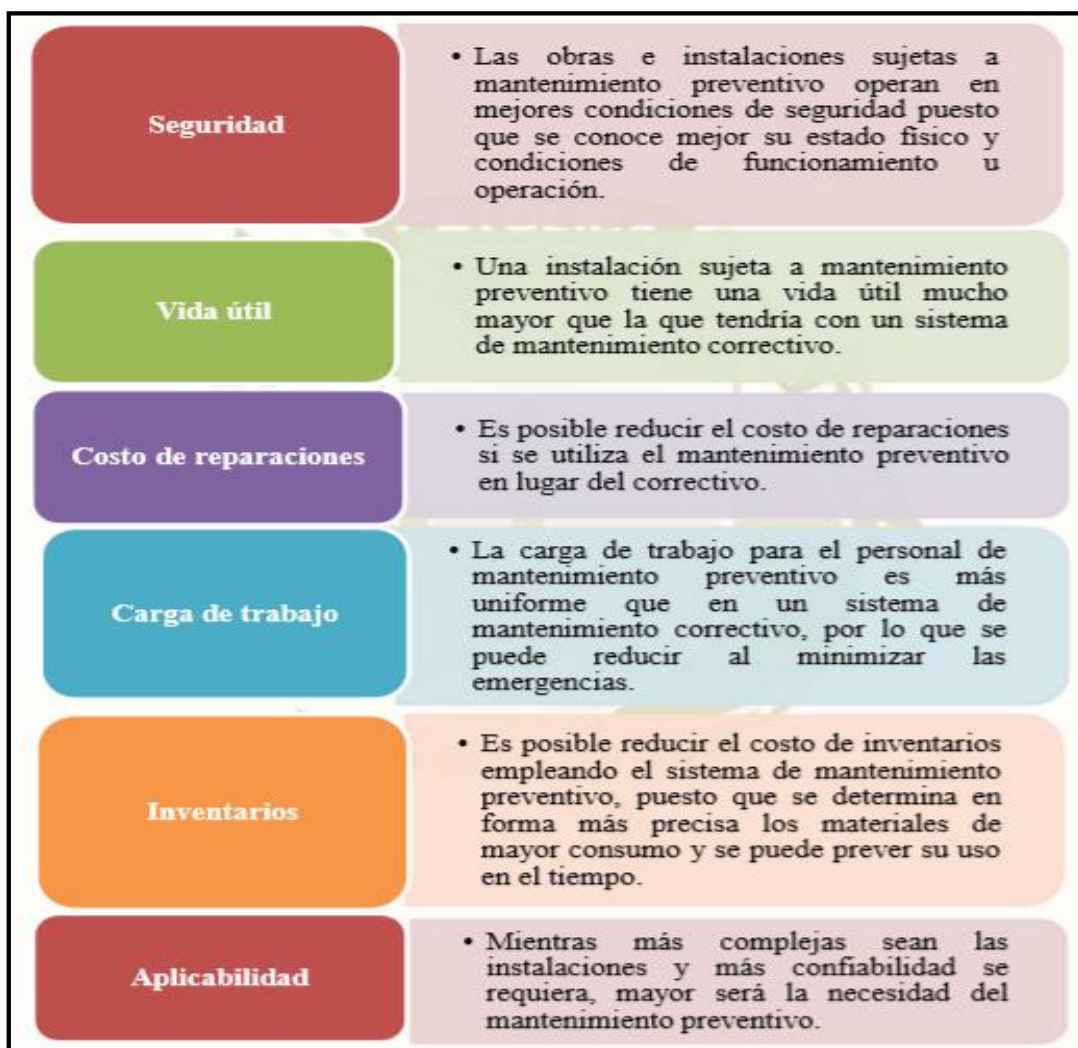 Seguridad
• Las obras e instalaciones sujetas a
mantenimiento preventivo operan en
mejores condiciones de seguridad puesto
que se conoce mejor su estado físico y
condiciones de funcionamiento u
operación.
Vida útil
• Una instalación sujeta a mantenimiento
preventivo tiene una vida útil mucho
mayor que la que tendría con un sistema
de mantenimiento correctivo.
Costo de reparaciones
• Es posible reducir el costo de reparaciones
si se utiliza el mantenimiento preventivo
en lugar del correctivo.
Carga de trabajo
• La carga de trabajo para el personal de
mantenimiento preventivo es más
uniforme que en un sistema de
mantenimiento correctivo, por lo que se
puede reducir al minimizar las
emergencias.
Inventarios
• Es posible reducir el costo de inventarios
empleando el sistema de mantenimiento
preventivo, puesto que se determina en
forma más precisa los materiales de
mayor consumo y se puede prever su uso
en el tiempo.
Aplicabilidad
• Mientras más complejas sean las
instalaciones y más confiabilidad se
requiera, mayor será la necesidad del
mantenimiento preventivo.